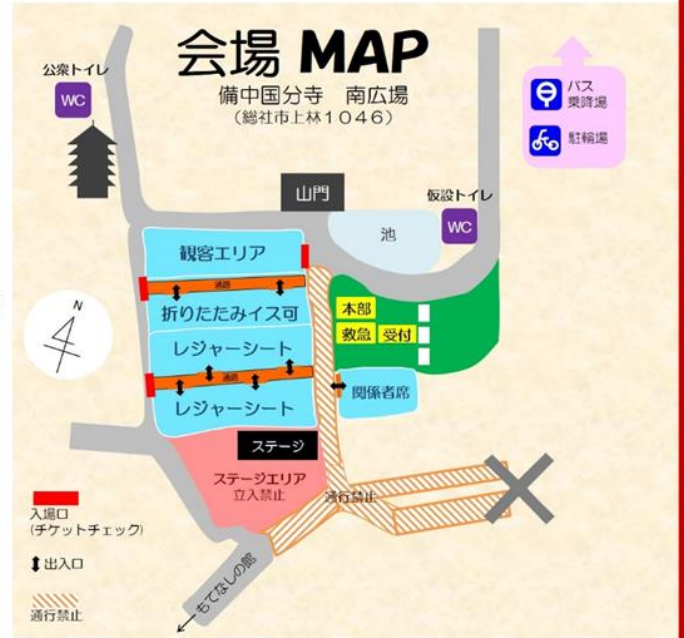 会場 MAP
備中国分寺 南広場
(総社市上林1046)
公衆トイレ
WC
バス
乗降場
駐輪場
山門
仮設トイレ
WC
池
観客エリア
通路
折りたたみイス可
レジャーシート
通路
レジャーシート
本部
救急 受付
関係者席
N
ステージ
ステージエリア
立入禁止
通行禁止
もてなしの館
入場口
(チケットチェック)
出入口
通行禁止